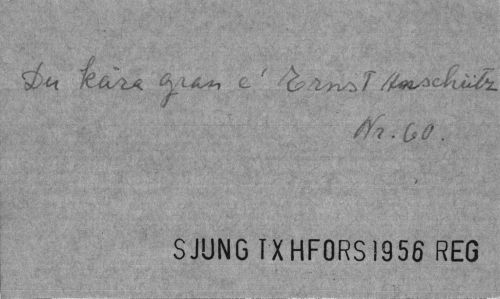 Du kära gran c' Ernst Anschütz
Nr. 60.
SJUNG TX HFORS 1956 REG